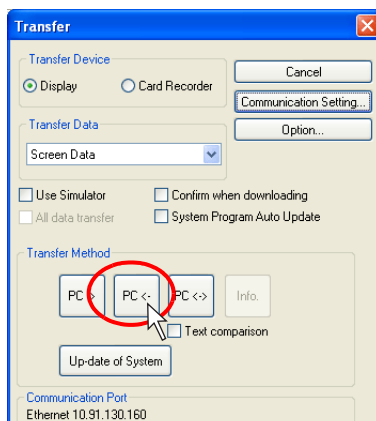 Transfer
Transfer Device
Display
Card Recorder
Cancel
Communication Setting...
Option...
Transfer Data
Screen Data
Use Simulator
Confirm when downloading
All data transfer
System Program Auto Update
Transfer Method
PC ->
PC <-
PC <->
Info.
Text comparison
Up-date of System
Communication Port
Ethernet 10.91.130.160